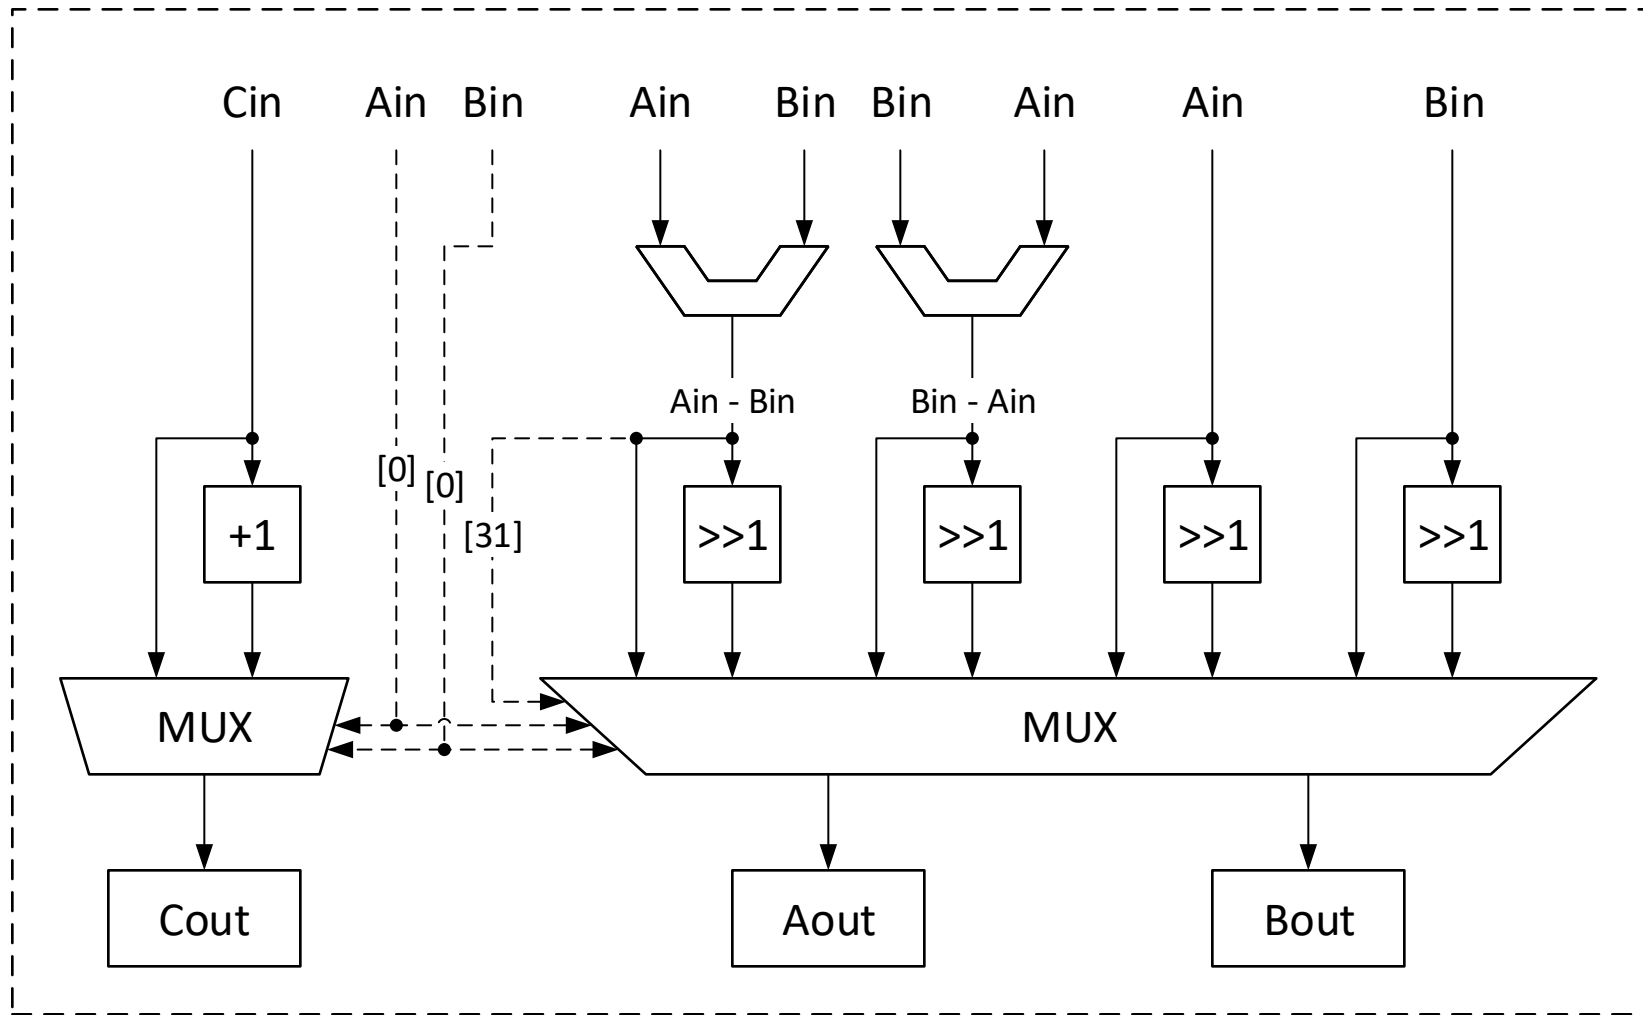 Cin Ain Bin Ain Bin Bin Ain Ain Bin
Ain - Bin Bin - Ain
[0] [0]
+1 [31] >>1 >>1 >>1 >>1
MUX MUX
Cout Aout Bout